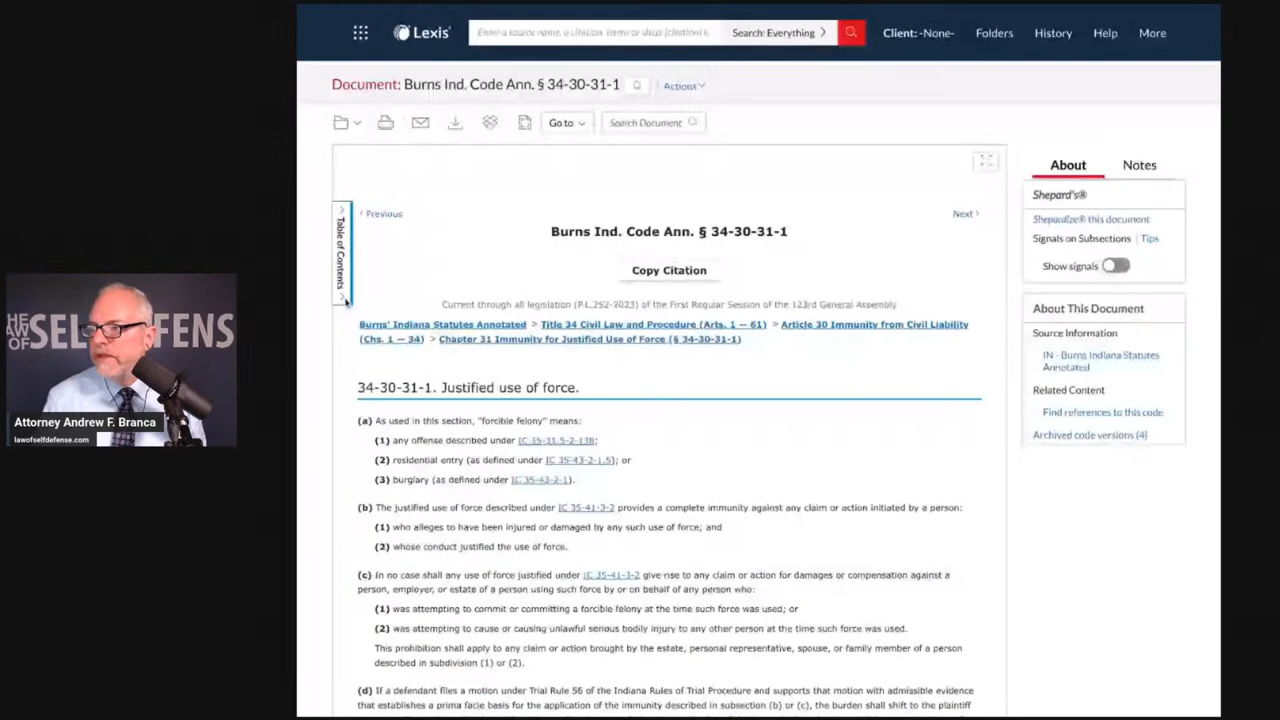 Lexis
Enter a source name, a citation, terms or shep: [citation] t
Search: Everything
Client: -None-
Folders
History
Help
More
Document: Burns Ind. Code Ann. § 34-30-31-1
Actions
Go to
Search Document
About
Notes
Table of Contents
Previous
Next
Burns Ind. Code Ann. § 34-30-31-1
Copy Citation
Current through all legislation (P.L.252-2023) of the First Regular Session of the 123rd General Assembly
Burns' Indiana Statutes Annotated > Title 34 Civil Law and Procedure (Arts. 1 — 61) > Article 30 Immunity from Civil Liability
(Chs. 1 — 34) > Chapter 31 Immunity for Justified Use of Force (§ 34-30-31-1)
34-30-31-1. Justified use of force.
(a) As used in this section, "forcible felony" means:
(1) any offense described under IC 35-31.5-2-138;
(2) residential entry (as defined under IC 35-43-2-1.5); or
(3) burglary (as defined under IC 35-43-2-1).
(b) The justified use of force described under IC 35-41-3-2 provides a complete immunity against any claim or action initiated by a person:
(1) who alleges to have been injured or damaged by any such use of force; and
(2) whose conduct justified the use of force.
(c) In no case shall any use of force justified under IC 35-41-3-2 give rise to any claim or action for damages or compensation against a
person, employer, or estate of a person using such force by or on behalf of any person who:
(1) was attempting to commit or committing a forcible felony at the time such force was used; or
(2) was attempting to cause or causing unlawful serious bodily injury to any other person at the time such force was used.
This prohibition shall apply to any claim or action brought by the estate, personal representative, spouse, or family member of a person
described in subdivision (1) or (2).
(d) If a defendant files a motion under Trial Rule 56 of the Indiana Rules of Trial Procedure and supports that motion with admissible evidence
that establishes a prima facie basis for the application of the immunity described in subsection (b) or (c), the burden shall shift to the plaintiff
Shepard's®
Shepardize® this document
Signals on Subsections | Tips
Show signals
About This Document
Source Information
IN - Burns Indiana Statutes
Annotated
Related Content
Find references to this code
Archived code versions (4)
HE
OF SEL EFENS
Attorney Andrew F. Branca
lawofselfdefense.com